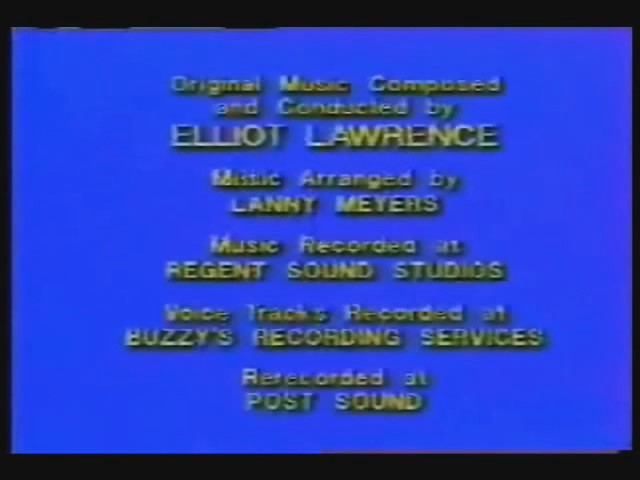 Original Music Composed
and Conducted by
ELLIOT LAWRENCE
Music Arranged by
LANNY MEYERS
Music Recorded at
REGENT SOUND STUDIOS
Voice Tracks Recorded at
BUZZY'S RECORDING SERVICES
Rerecorded at
POST SOUND